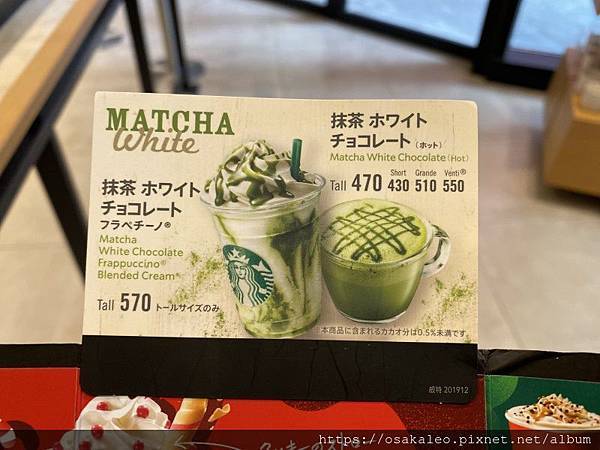 MATCHA
White
抹茶 ホワイト
チョコレート
フラペチーノ®
Matcha
White Chocolate
Frappuccino®
Blended Cream
Tall 570 トールサイズのみ
抹茶 ホワイト
チョコレート (ホット)
Matcha White Chocolate (Hot)
Tall 470 Short 430 Grande 510 Venti® 550
本商品に含まれるカカオ分は0.5%未満です。
201912
https://osakaleo.pixnet.net/album